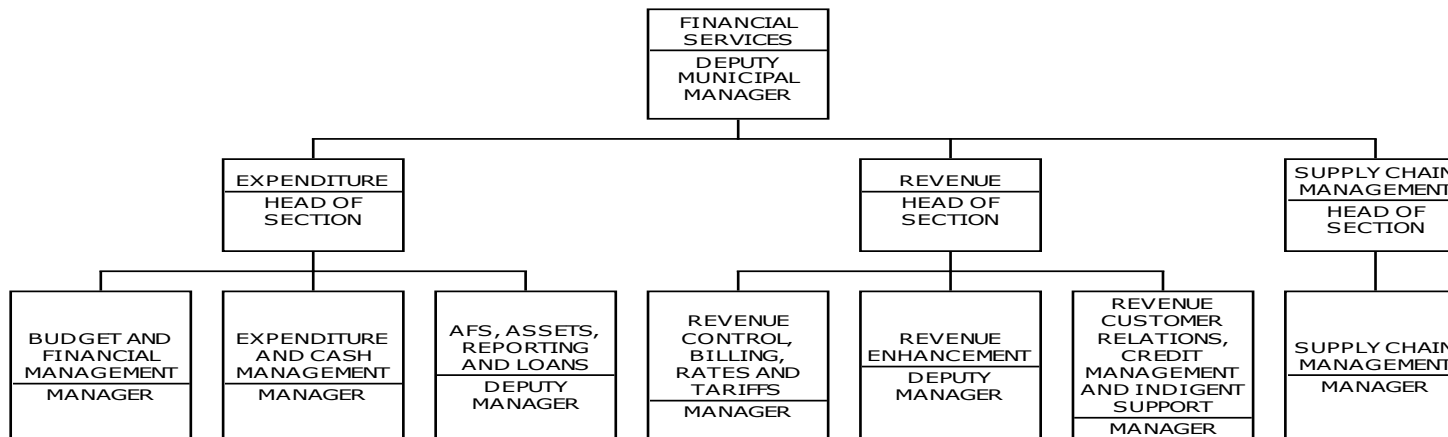 FINANCIAL
SERVICES
DEPUTY
MUNICIPAL
MANAGER
EXPENDITURE
HEAD OF
SECTION
REVENUE
HEAD OF
SECTION
SUPPLY CHAIN
MANAGEMENT
HEAD OF
SECTION
BUDGET AND
FINANCIAL
MANAGEMENT
MANAGER
EXPENDITURE
AND CASH
MANAGEMENT
MANAGER
AFS, ASSETS,
REPORTING
AND LOANS
DEPUTY
MANAGER
REVENUE
CONTROL,
BILLING,
RATES AND
TARIFFS
MANAGER
REVENUE
ENHANCEMENT
DEPUTY
MANAGER
REVENUE
CUSTOMER
RELATIONS,
CREDIT
MANAGEMENT
AND INDIGENT
SUPPORT
MANAGER
SUPPLY CHAIN
MANAGEMENT
MANAGER